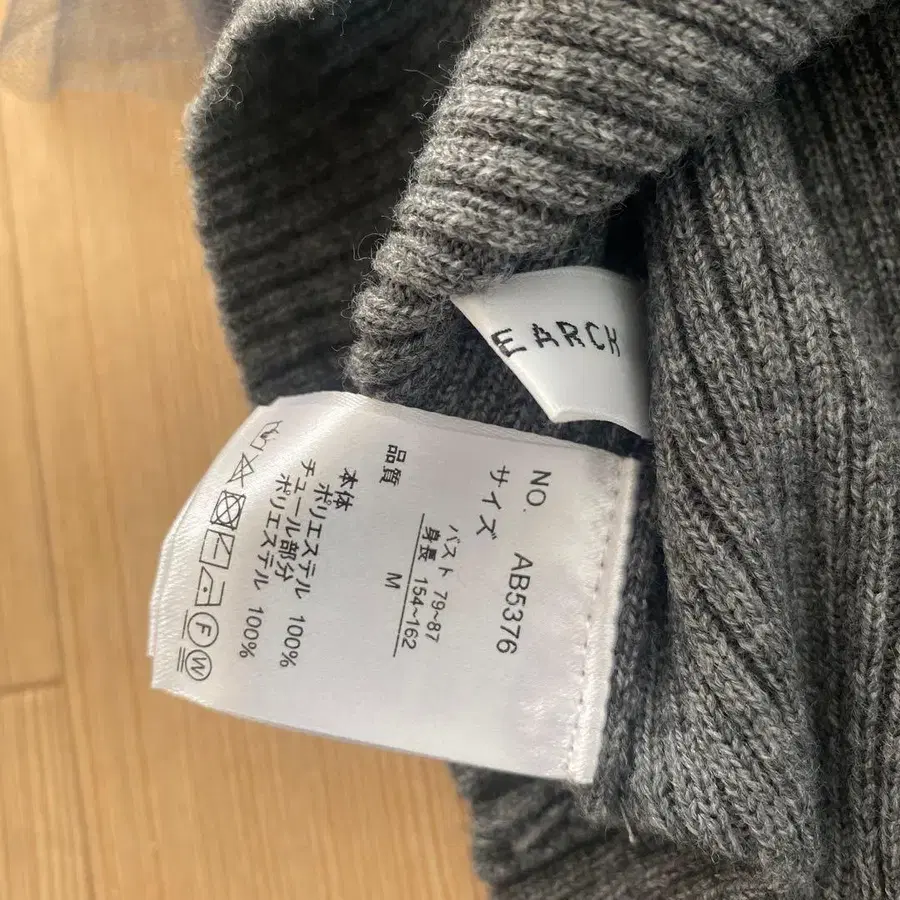 EARCH
NO. AB5376
サイズ
バスト 79~87
身長 154~162
M
品質
本体
ポリエステル 100%
チュール部分
ポリエステル 100%
F W